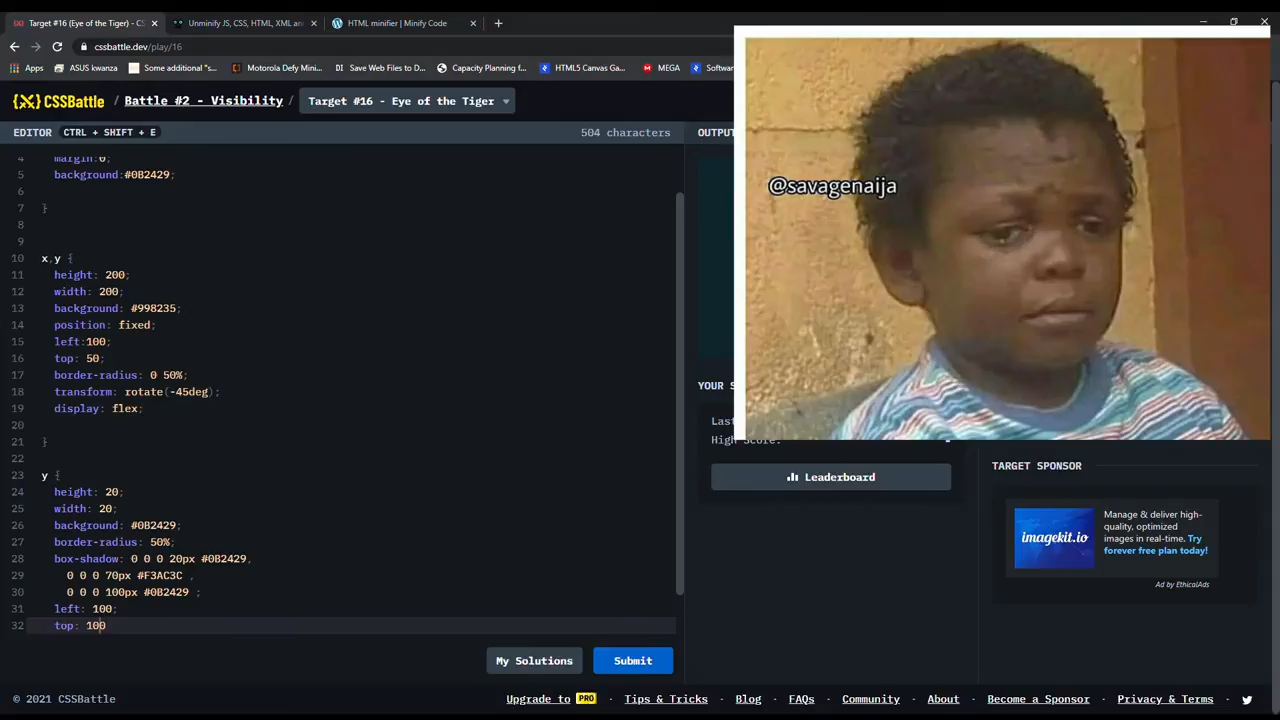 Target #16 (Eye of the Tiger) - CS
Unminify JS, CSS, HTML, XML and
HTML minifier | Minify Code
cssbattle.dev/play/16
Apps
ASUS kwanza
Some additional "s...
Motorola Defy Mini...
DI Save Web Files to D...
Capacity Planning f...
HTML5 Canvas Ga...
MEGA
Softwar
{X} CSSBattle / Battle #2 - Visibility / Target #16 - Eye of the Tiger
EDITOR CTRL + SHIFT + E 504 characters
OUTPU
@savagenaija
4 margin:0;
5 background:#0B2429;
6
7 }
8
9
10 x,y {
11 height: 200;
12 width: 200;
13 background: #998235;
14 position: fixed;
15 left:100;
16 top: 50;
17 border-radius: 0 50%;
18 transform: rotate(-45deg);
19 display: flex;
20
21 }
22
23 y {
24 height: 20;
25 width: 20;
26 background: #0B2429;
27 border-radius: 50%;
28 box-shadow: 0 0 0 20px #0B2429,
29 0 0 0 70px #F3AC3C ,
30 0 0 0 100px #0B2429 ;
31 left: 100;
32 top: 100
YOUR S
Last
High Score:
Leaderboard
TARGET SPONSOR
imagekit.io
Manage & deliver high-
quality, optimized
images in real-time. Try
forever free plan today!
Ad by EthicalAds
My Solutions
Submit
© 2021 CSSBattle
Upgrade to PRO
Tips & Tricks
Blog
FAQs
Community
About
Become a Sponsor
Privacy & Terms